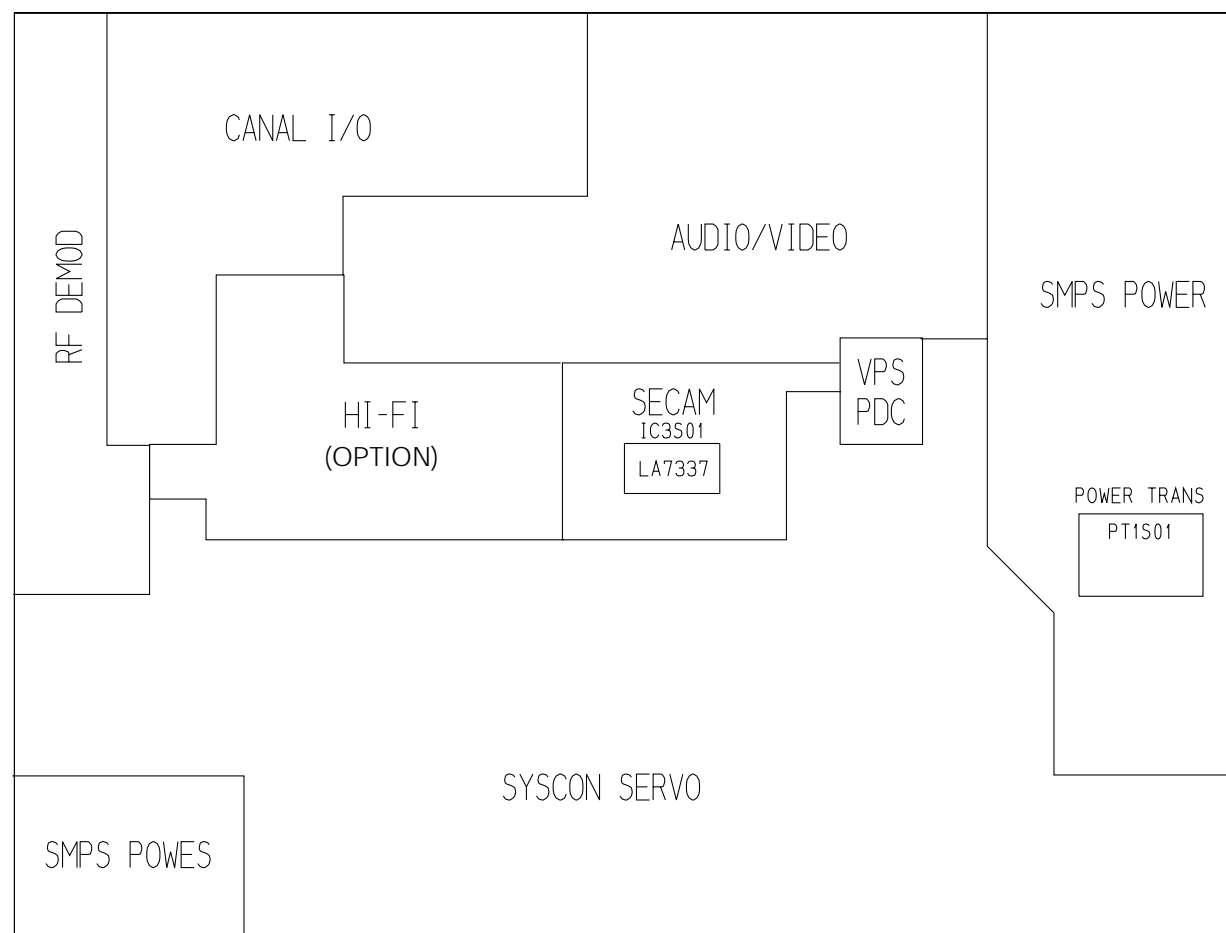 CANAL I/O
RF DEMOD
AUDIO/VIDEO
SMPS POWER
HI-FI
(OPTION)
SECAM
IC3S01
LA7337
VPS
PDC
POWER TRANS
PT1S01
SYSCON SERVO
SMPS POWES